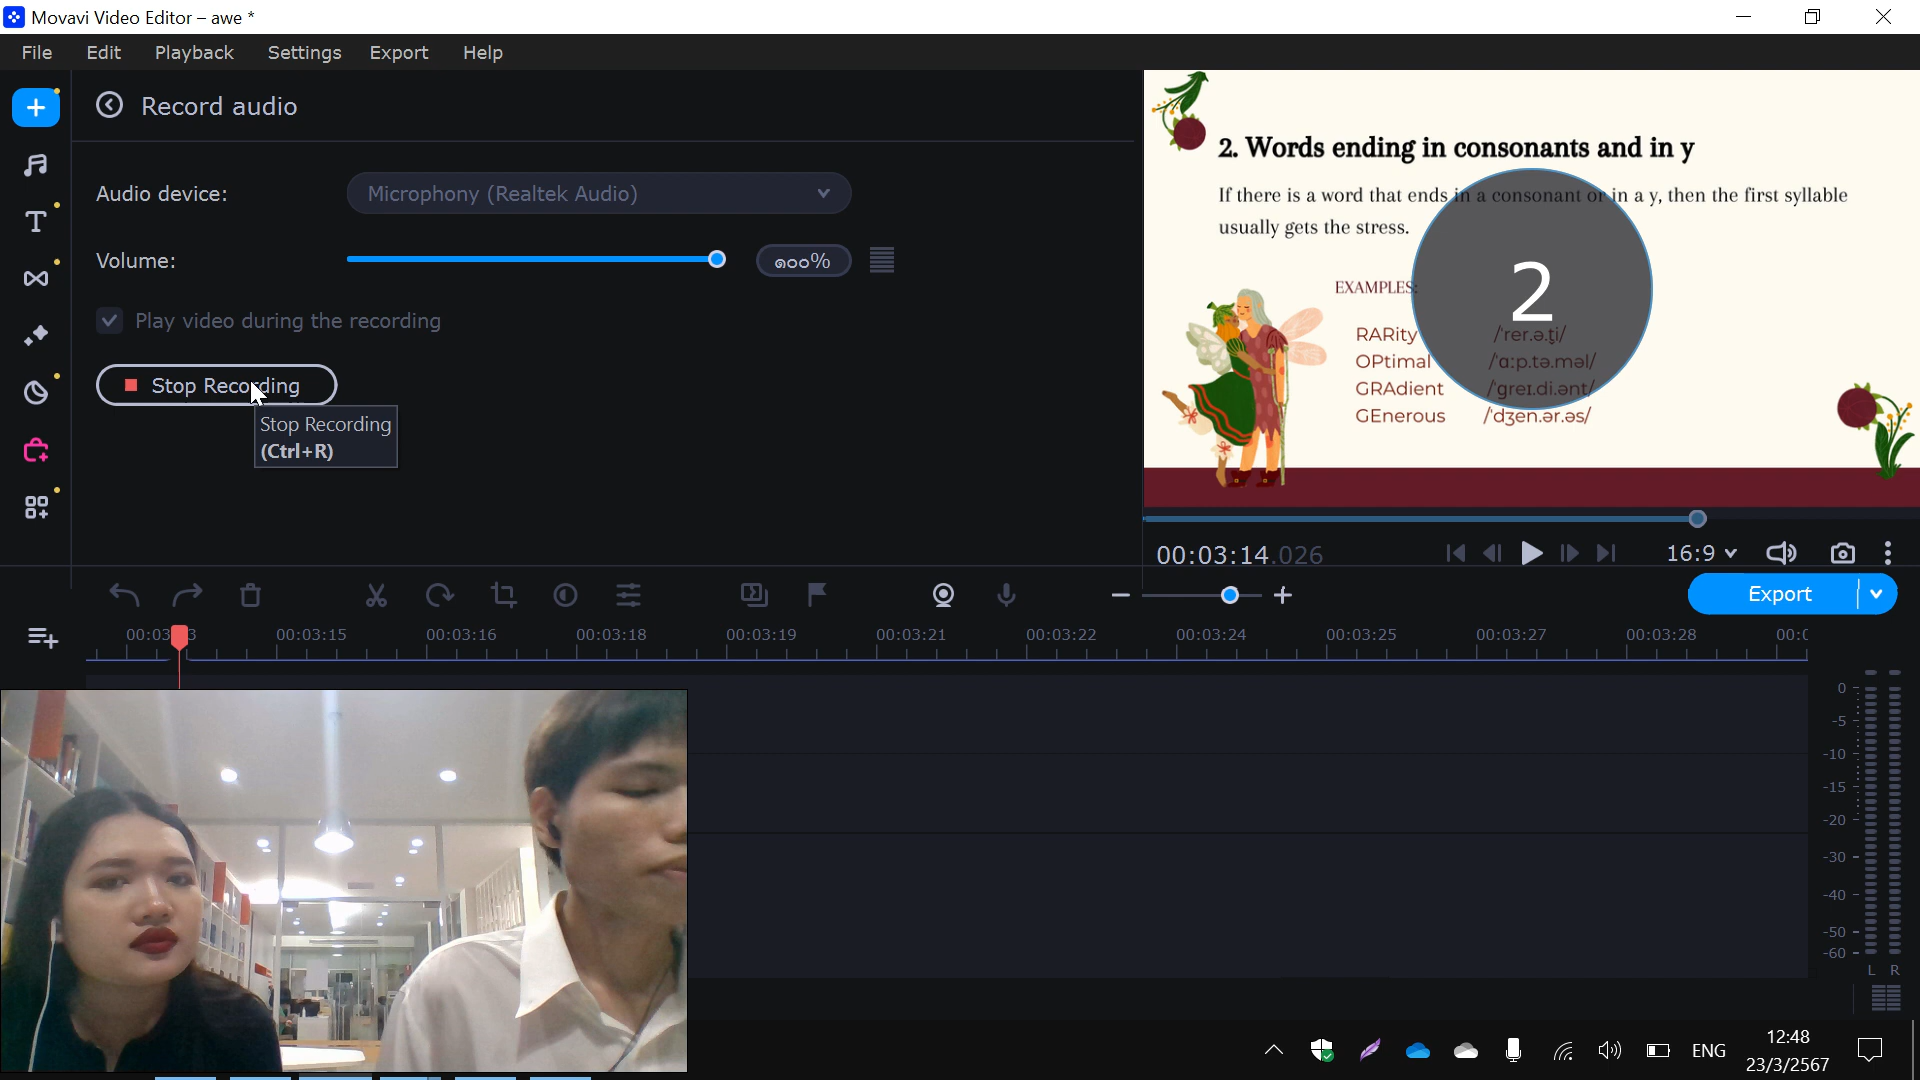 Movavi Video Editor – awe *
File Edit Playback Settings Export Help
Record audio
Audio device: Microphony (Realtek Audio)
Volume: ๑๐๐%
Play video during the recording
Stop Recording
Stop Recording
(Ctrl+R)
2. Words ending in consonants and in y
If there is a word that ends in a consonant or in a y, then the first syllable
usually gets the stress.
EXAMPLES:
2
RARity /ˈrer.ə.t̬i/
OPtimal /ˈɑːp.tə.məl/
GRAdient /ˈɡreɪ.di.ənt/
GEnerous /ˈdʒen.ər.əs/
00:03:14.026
16:9
Export
00:03:15 00:03:16 00:03:18 00:03:19 00:03:21 00:03:22 00:03:24 00:03:25 00:03:27 00:03:28
0
-5
-10
-15
-20
-30
-40
-50
-60
L R
ENG
12:48
23/3/2567